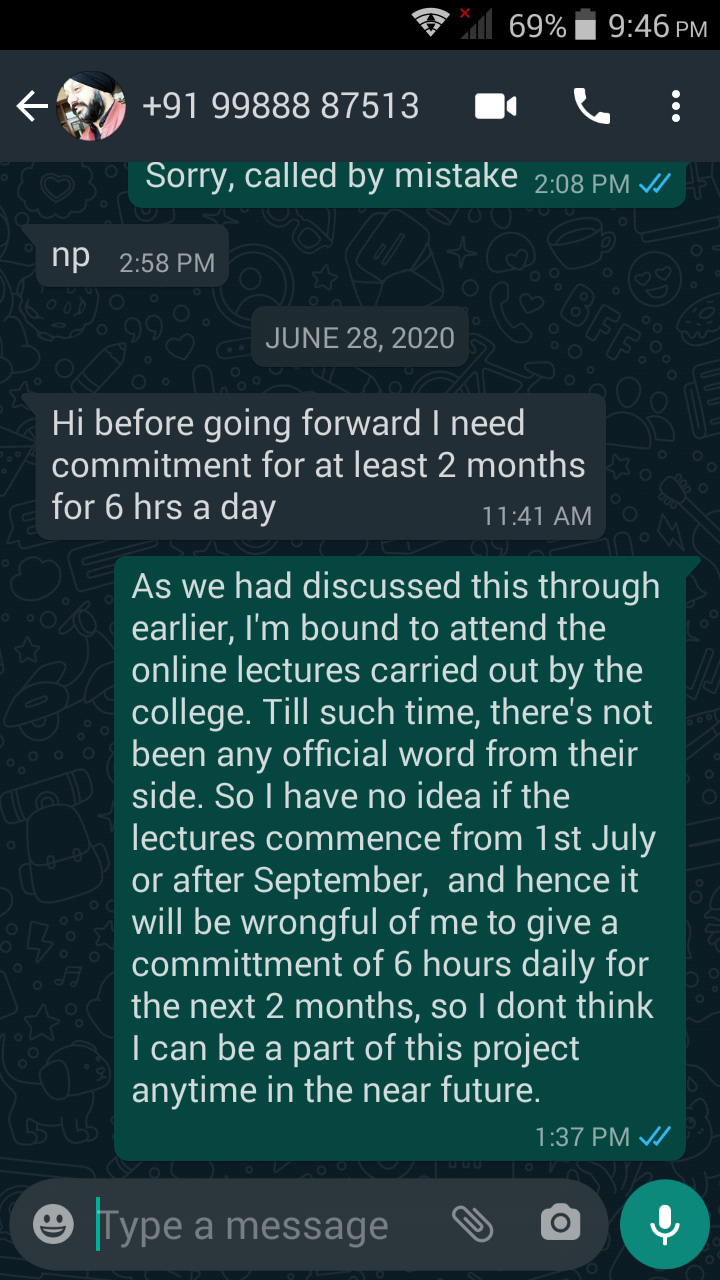 69% 9:46 PM
+91 99888 87513
Sorry, called by mistake 2:08 PM
np 2:58 PM
JUNE 28, 2020
Hi before going forward I need
commitment for at least 2 months
for 6 hrs a day 11:41 AM
As we had discussed this through
earlier, I'm bound to attend the
online lectures carried out by the
college. Till such time, there's not
been any official word from their
side. So I have no idea if the
lectures commence from 1st July
or after September,  and hence it
will be wrongful of me to give a
committment of 6 hours daily for
the next 2 months, so I dont think
I can be a part of this project
anytime in the near future.
1:37 PM
Type a message